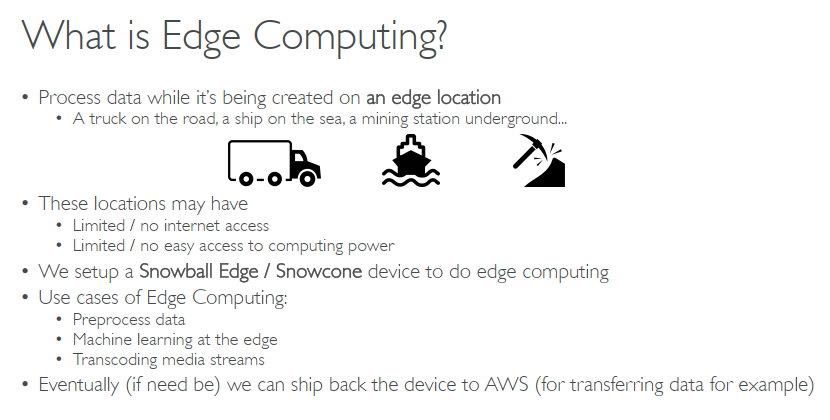 What is Edge Computing?
• Process data while it's being created on an edge location
• A truck on the road, a ship on the sea, a mining station underground...
• These locations may have
• Limited / no internet access
• Limited / no easy access to computing power
• We setup a Snowball Edge / Snowcone device to do edge computing
• Use cases of Edge Computing:
• Preprocess data
• Machine learning at the edge
• Transcoding media streams
• Eventually (if need be) we can ship back the device to AWS (for transferring data for example)